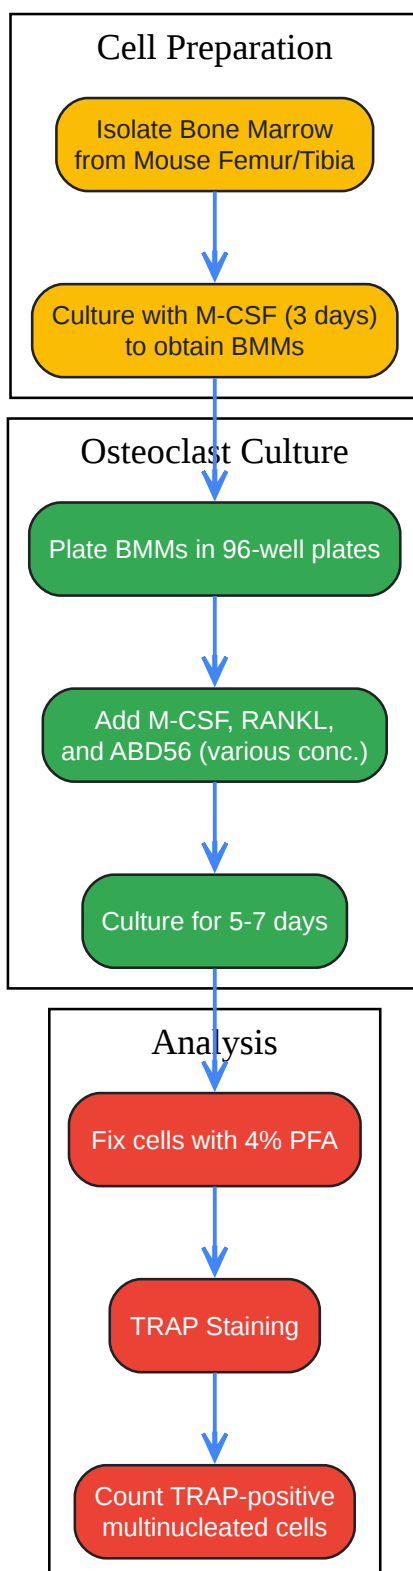 Cell Preparation
Isolate Bone Marrow
from Mouse Femur/Tibia
Culture with M-CSF (3 days)
to obtain BMMs
Osteoclast Culture
Plate BMMs in 96-well plates
Add M-CSF, RANKL,
and ABD56 (various conc.)
Culture for 5-7 days
Analysis
Fix cells with 4% PFA
TRAP Staining
Count TRAP-positive
multinucleated cells